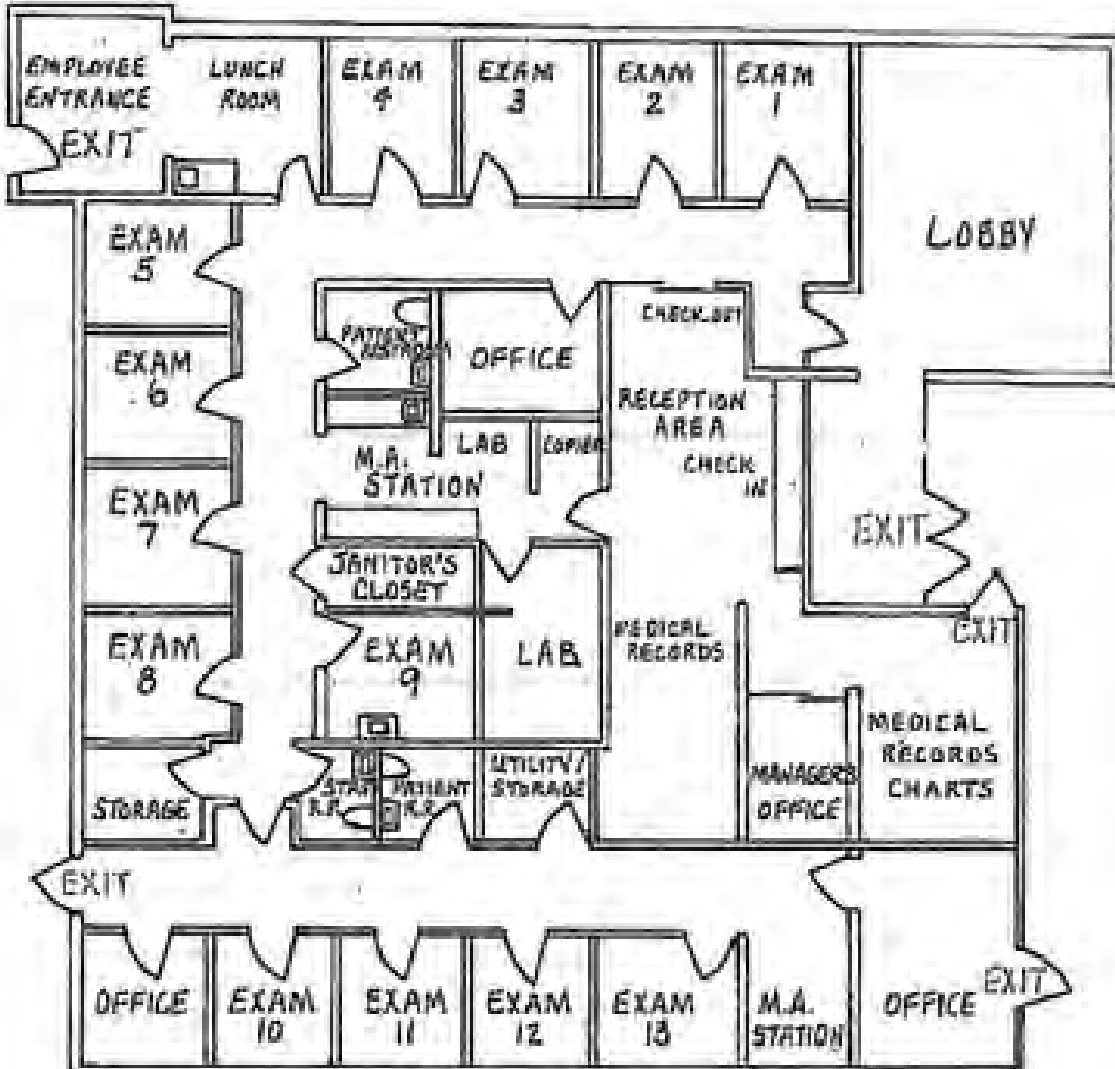 EMPLOYEE
ENTRANCE
EXIT
LUNCH
ROOM
EXAM
4
EXAM
3
EXAM
2
EXAM
1
LOBBY
EXAM
5
EXAM
6
EXAM
7
EXAM
8
STORAGE
PATIENT
OFFICE
CHECK-OUT
RECEPTION
AREA
CHECK
IN
LAB
COPIER
M.A.
STATION
EXIT
EXIT
JANITOR'S
CLOSET
EXAM
9
LAB
MEDICAL
RECORDS
MEDICAL
RECORDS
CHARTS
MANAGERS
OFFICE
STAFF
R.R.
PATIENT
R.R.
UTILITY/
STORAGE
EXIT
OFFICE
EXAM
10
EXAM
11
EXAM
12
EXAM
13
M.A.
STATION
OFFICE
EXIT